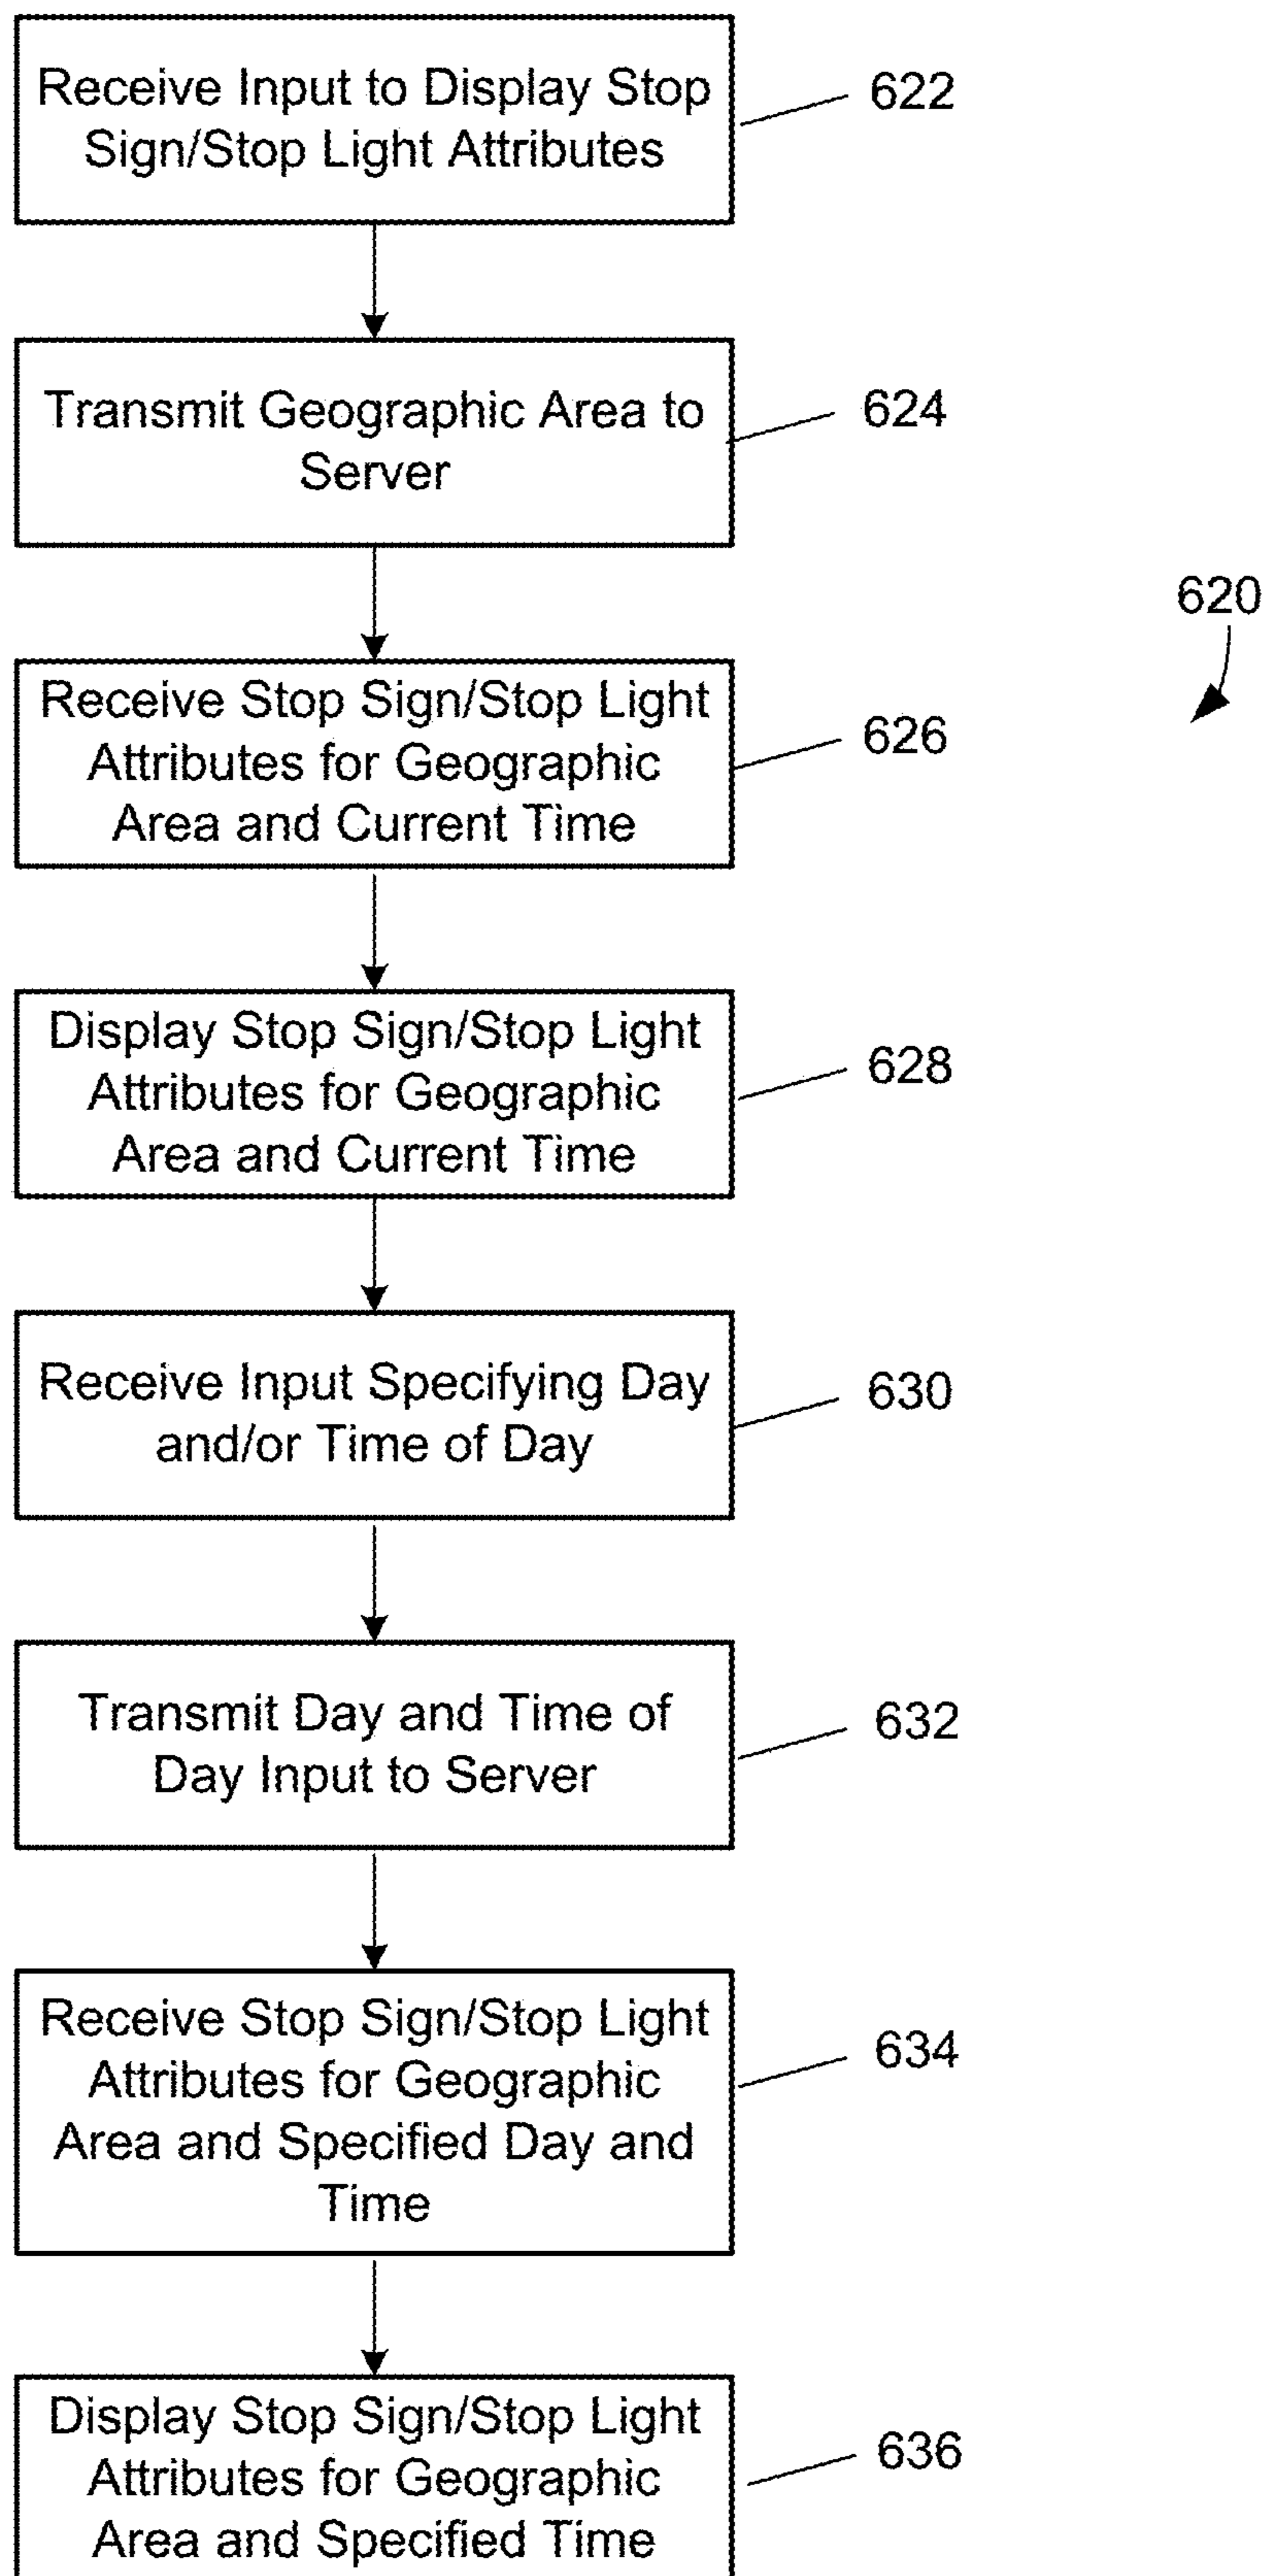 Receive Input to Display Stop
Sign/Stop Light Attributes
622
Transmit Geographic Area to
Server
624
620
Receive Stop Sign/Stop Light
Attributes for Geographic
Area and Current Time
626
Display Stop Sign/Stop Light
Attributes for Geographic
Area and Current Time
628
Receive Input Specifying Day
and/or Time of Day
630
Transmit Day and Time of
Day Input to Server
632
Receive Stop Sign/Stop Light
Attributes for Geographic
Area and Specified Day and
Time
634
Display Stop Sign/Stop Light
Attributes for Geographic
Area and Specified Time
636